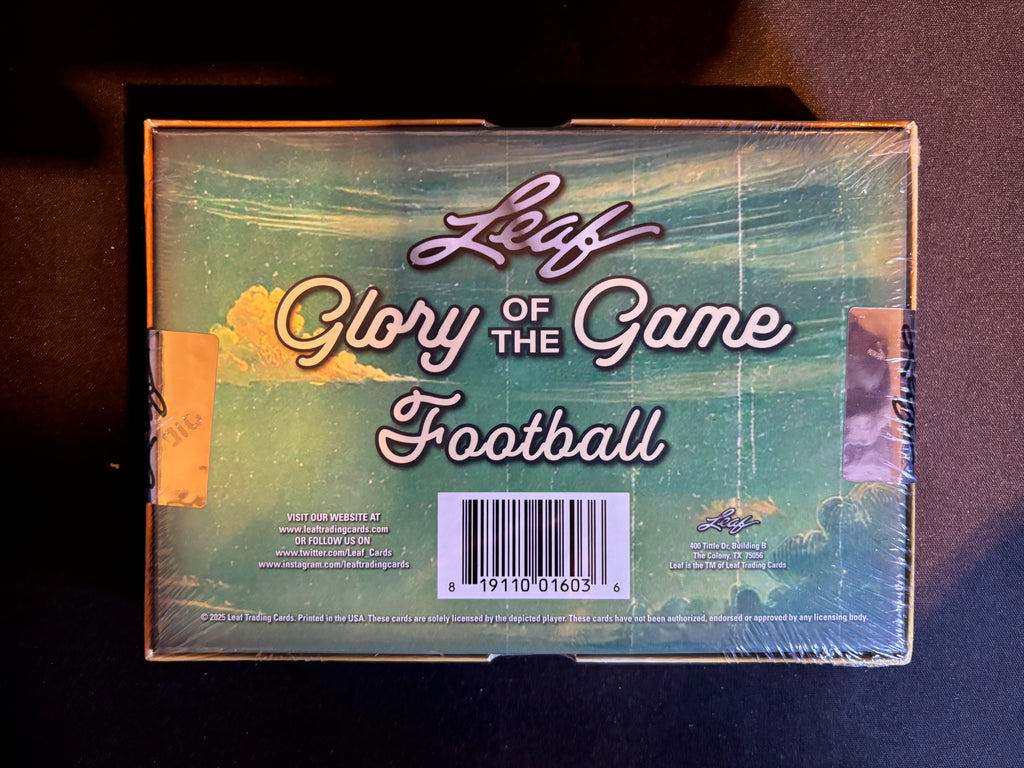 Leaf
Glory OF THE Game
Football
VISIT OUR WEBSITE AT
www.leaftradingcards.com
OR FOLLOW US ON
www.twitter.com/Leaf_Cards
www.instagram.com/leaftradingcards
8 19110 01603 6
Leaf
400 Tittle Dr, Building B
The Colony, TX 75056
Leaf is the TM of Leaf Trading Cards
© 2025 Leaf Trading Cards. Printed in the USA. These cards are solely licensed by the depicted player. These cards have not been authorized, endorsed or approved by any licensing body.